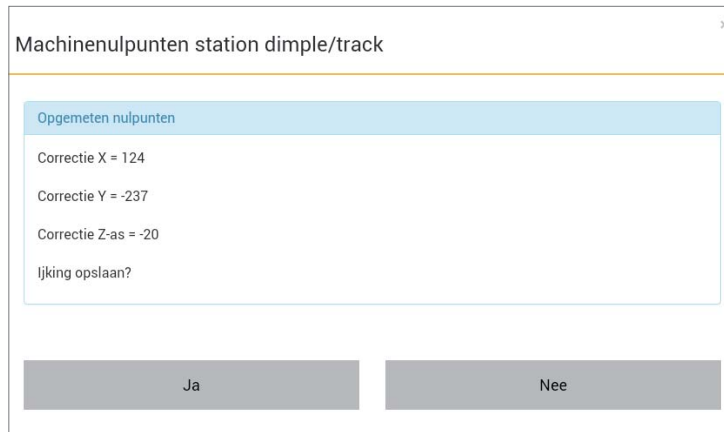 Machinenulpunten station dimple/track
Opgemeten nulpunten
Correctie X = 124
Correctie Y = -237
Correctie Z-as = -20
Ijking opslaan?
Ja
Nee